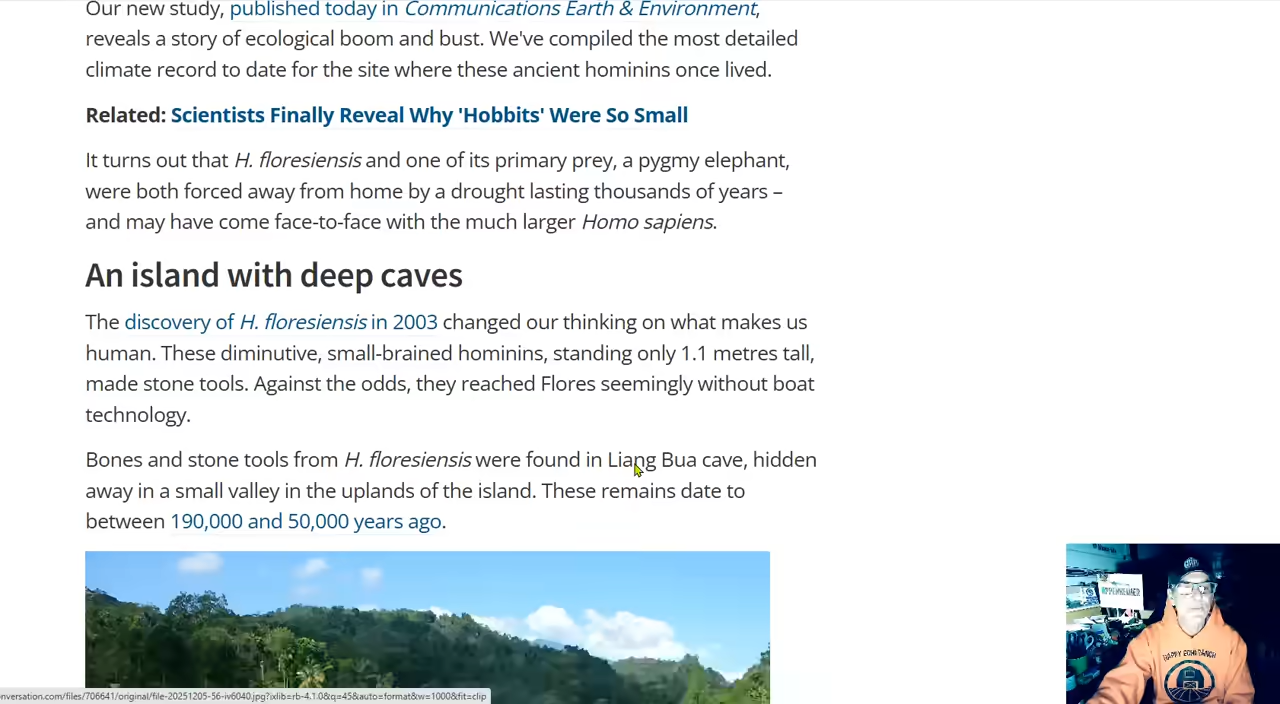 Our new study, published today in Communications Earth & Environment,
reveals a story of ecological boom and bust. We've compiled the most detailed
climate record to date for the site where these ancient hominins once lived.
Related: Scientists Finally Reveal Why 'Hobbits' Were So Small
It turns out that H. floresiensis and one of its primary prey, a pygmy elephant,
were both forced away from home by a drought lasting thousands of years –
and may have come face-to-face with the much larger Homo sapiens.
An island with deep caves
The discovery of H. floresiensis in 2003 changed our thinking on what makes us
human. These diminutive, small-brained hominins, standing only 1.1 metres tall,
made stone tools. Against the odds, they reached Flores seemingly without boat
technology.
Bones and stone tools from H. floresiensis were found in Liang Bua cave, hidden
away in a small valley in the uplands of the island. These remains date to
between 190,000 and 50,000 years ago.
nversation.com/files/706641/original/file-20251205-56-iv6040.jpg?ixlib=rb-4.1.0&q=45&auto=format&w=1000&fit=clip